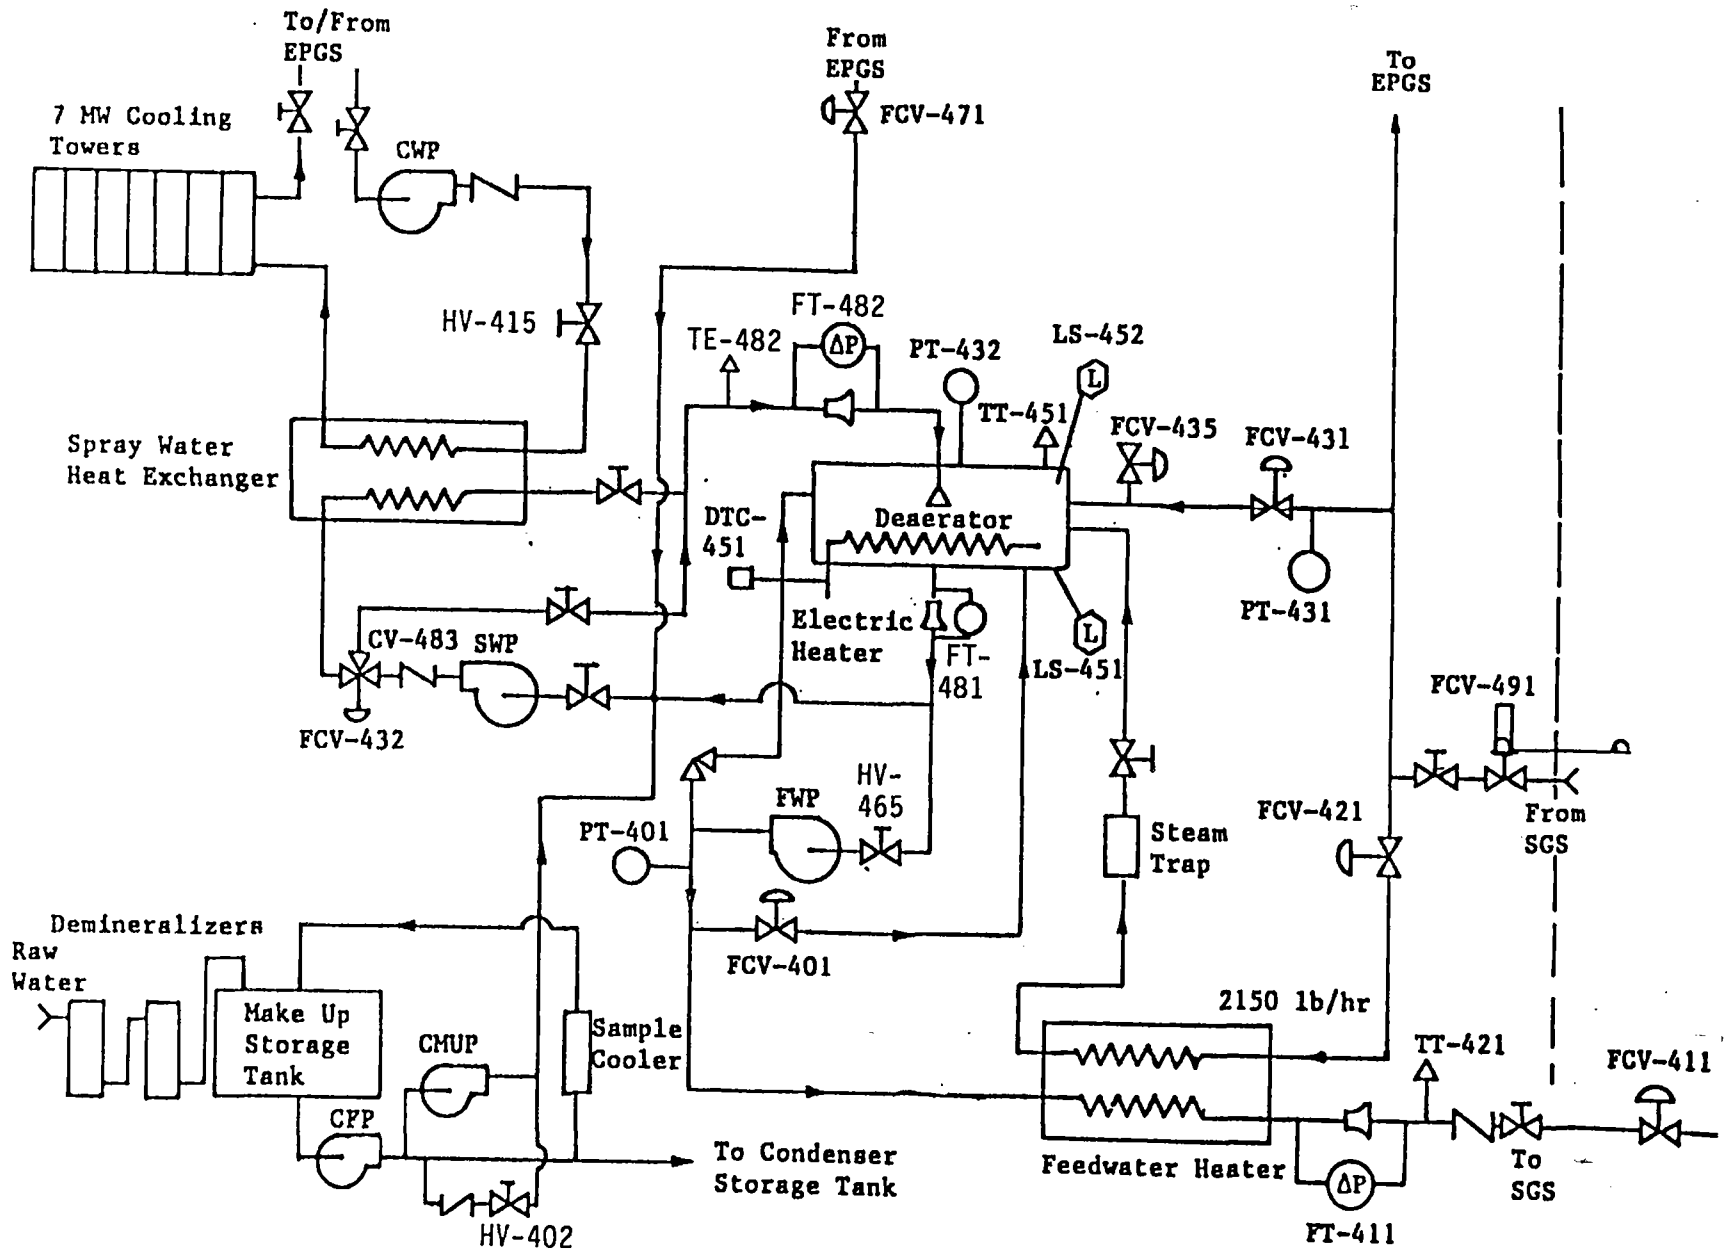 To/From
EPGS
From
EPGS
To
EPGS
7 MW Cooling
Towers
CWP
FCV-471
HV-415
FT-482
TE-482
ΔP
PT-432
LS-452
L
TT-451
FCV-435
FCV-431
Spray Water
Heat Exchanger
DTC-
451
Deaerator
PT-431
Electric
Heater
L
LS-451
FT-
481
CV-483
SWP
FCV-432
FCV-491
HV-
465
FWP
PT-401
FCV-421
From
SGS
Steam
Trap
FCV-401
Demineralizers
Raw
Water
Make Up
Storage
Tank
CMUP
Sample
Cooler
2150 lb/hr
TT-421
FCV-411
CFP
To Condenser
Storage Tank
Feedwater Heater
ΔP
To
SGS
HV-402
FT-411